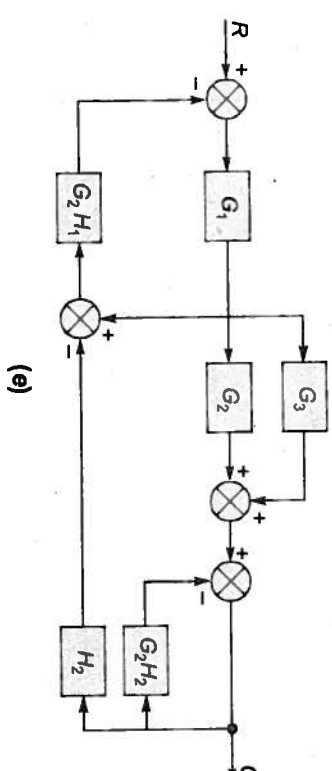 R
+
−
G₁
G₂H₁
+
−
G₃
G₂
+
+
+
−
G₂H₂
H₂
(e)